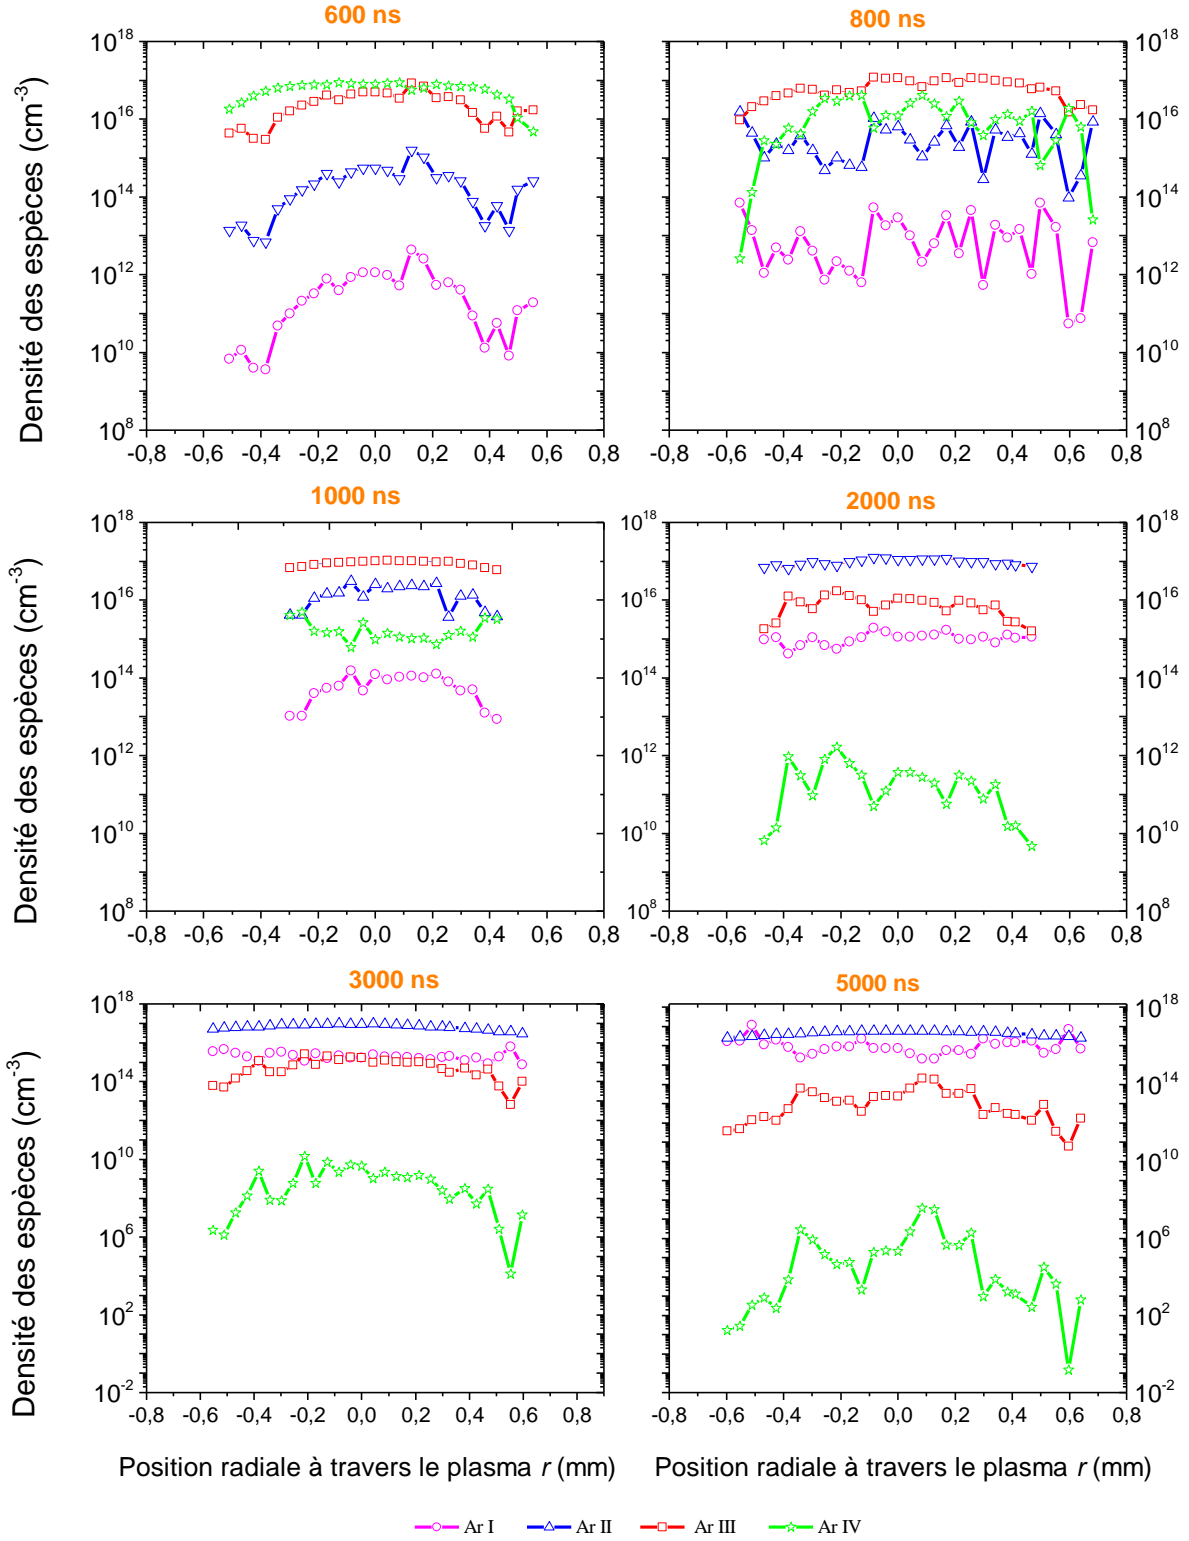 600 ns
800 ns
Densité des espèces (cm⁻³)
10¹⁸
10¹⁶
10¹⁴
10¹²
10¹⁰
10⁸
-0,8 -0,6 -0,4 -0,2 0,0 0,2 0,4 0,6 0,8
-0,8 -0,6 -0,4 -0,2 0,0 0,2 0,4 0,6 0,8
10¹⁸
10¹⁶
10¹⁴
10¹²
10¹⁰
10⁸
1000 ns
2000 ns
Densité des espèces (cm⁻³)
10¹⁸
10¹⁶
10¹⁴
10¹²
10¹⁰
10⁸
-0,8 -0,6 -0,4 -0,2 0,0 0,2 0,4 0,6 0,8
10¹⁸
10¹⁶
10¹⁴
10¹²
10¹⁰
10⁸
-0,8 -0,6 -0,4 -0,2 0,0 0,2 0,4 0,6 0,8
10¹⁸
10¹⁶
10¹⁴
10¹²
10¹⁰
10⁸
3000 ns
5000 ns
Densité des espèces (cm⁻³)
10¹⁸
10¹⁴
10¹⁰
10⁶
10²
10⁻²
-0,8 -0,6 -0,4 -0,2 0,0 0,2 0,4 0,6 0,8
-0,8 -0,6 -0,4 -0,2 0,0 0,2 0,4 0,6 0,8
10¹⁸
10¹⁴
10¹⁰
10⁶
10²
10⁻²
Position radiale à travers le plasma r (mm)
Position radiale à travers le plasma r (mm)
Ar I Ar II Ar III Ar IV